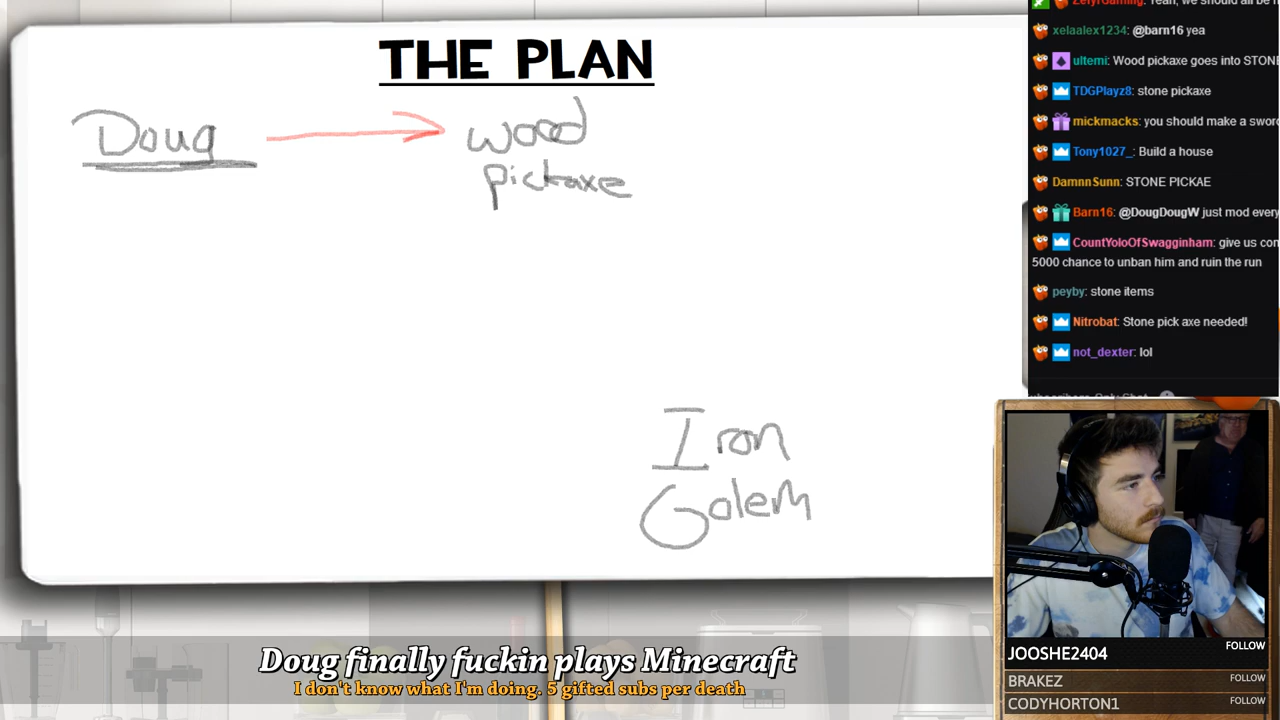 THE PLAN
Doug
wood
pickaxe
Iron
Golem
xelaalex1234: @barn16 yea
ultemi: Wood pickaxe goes into STONE
TDGPlayz8: stone pickaxe
mickmacks: you should make a sword
Tony1027_: Build a house
DamnnSunn: STONE PICKAE
Barn16: @DougDougW just mod every
CountYoloOfSwagginham: give us con
5000 chance to unban him and ruin the run
peyby: stone items
Nitrobat: Stone pick axe needed!
not_dexter: lol
JOOSHE2404 FOLLOW
BRAKEZ FOLLOW
CODYHORTON1 FOLLOW
Doug finally fuckin plays Minecraft
I don't know what I'm doing. 5 gifted subs per death